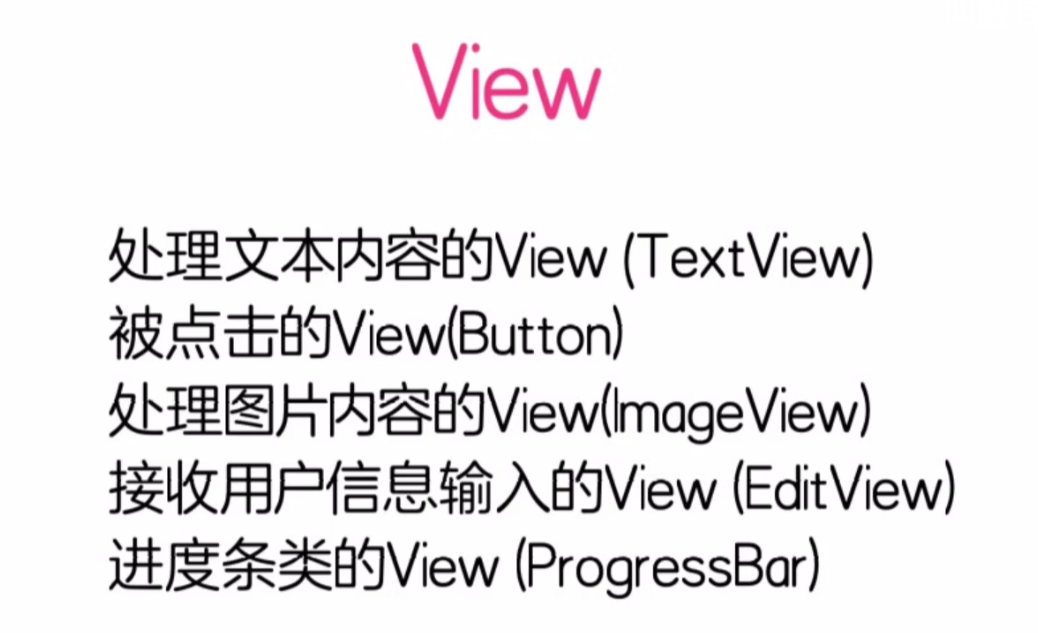 View
处理文本内容的View (TextView)
被点击的View(Button)
处理图片内容的View(ImageView)
接收用户信息输入的View (EditView)
进度条类的View (ProgressBar)